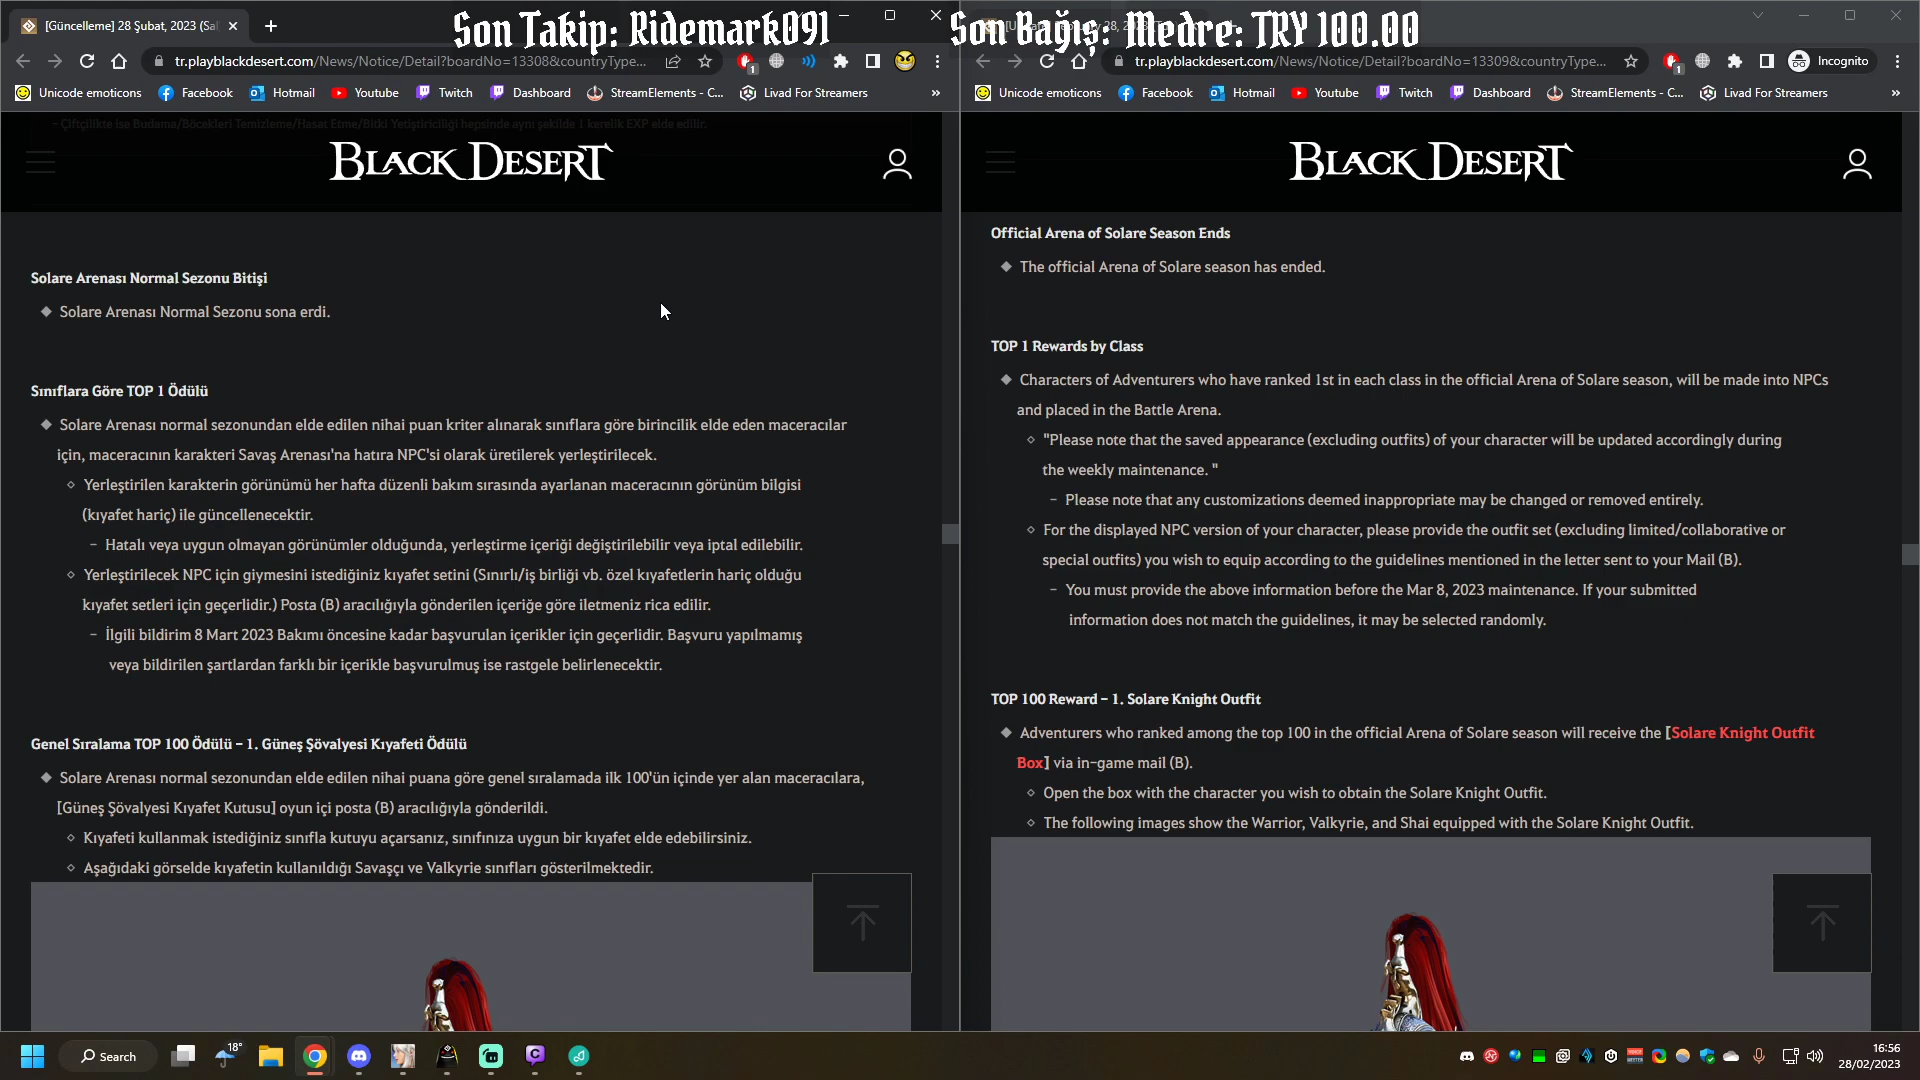 Son Takip: Ridemark091
Son Bağış: Medre: TRY 100.00
[Güncelleme] 28 Şubat, 2023 (Sal
tr.playblackdesert.com/News/Notice/Detail?boardNo=13308&countryType...
tr.playblackdesert.com/News/Notice/Detail?boardNo=13309&countryType...
Incognito
Unicode emoticons
Facebook
Hotmail
Youtube
Twitch
Dashboard
StreamElements - C...
Livad For Streamers
»
Unicode emoticons
Facebook
Hotmail
Youtube
Twitch
Dashboard
StreamElements - C...
Livad For Streamers
»
– Çiftçilikte ise Budama/Böcekleri Temizleme/Hasat Etme/Bitki Yetiştiriciliği hepsinde aynı şekilde 1 kerelik EXP elde edilir.
BLACK DESERT
Solare Arenası Normal Sezonu Bitişi
Solare Arenası Normal Sezonu sona erdi.
Sınıflara Göre TOP 1 Ödülü
Solare Arenası normal sezonundan elde edilen nihai puan kriter alınarak sınıflara göre birincilik elde eden maceracılar
için, maceracının karakteri Savaş Arenası'na hatıra NPC'si olarak üretilerek yerleştirilecek.
Yerleştirilen karakterin görünümü her hafta düzenli bakım sırasında ayarlanan maceracının görünüm bilgisi
(kıyafet hariç) ile güncellenecektir.
– Hatalı veya uygun olmayan görünümler olduğunda, yerleştirme içeriği değiştirilebilir veya iptal edilebilir.
Yerleştirilecek NPC için giymesini istediğiniz kıyafet setini (Sınırlı/iş birliği vb. özel kıyafetlerin hariç olduğu
kıyafet setleri için geçerlidir.) Posta (B) aracılığıyla gönderilen içeriğe göre iletmeniz rica edilir.
– İlgili bildirim 8 Mart 2023 Bakımı öncesine kadar başvurulan içerikler için geçerlidir. Başvuru yapılmamış
veya bildirilen şartlardan farklı bir içerikle başvurulmuş ise rastgele belirlenecektir.
Genel Sıralama TOP 100 Ödülü – 1. Güneş Şövalyesi Kıyafeti Ödülü
Solare Arenası normal sezonundan elde edilen nihai puana göre genel sıralamada ilk 100'ün içinde yer alan maceracılara,
[Güneş Şövalyesi Kıyafet Kutusu] oyun içi posta (B) aracılığıyla gönderildi.
Kıyafeti kullanmak istediğiniz sınıfla kutuyu açarsanız, sınıfınıza uygun bir kıyafet elde edebilirsiniz.
Aşağıdaki görselde kıyafetin kullanıldığı Savaşçı ve Valkyrie sınıfları gösterilmektedir.
BLACK DESERT
Official Arena of Solare Season Ends
The official Arena of Solare season has ended.
TOP 1 Rewards by Class
Characters of Adventurers who have ranked 1st in each class in the official Arena of Solare season, will be made into NPCs
and placed in the Battle Arena.
"Please note that the saved appearance (excluding outfits) of your character will be updated accordingly during
the weekly maintenance. "
– Please note that any customizations deemed inappropriate may be changed or removed entirely.
For the displayed NPC version of your character, please provide the outfit set (excluding limited/collaborative or
special outfits) you wish to equip according to the guidelines mentioned in the letter sent to your Mail (B).
– You must provide the above information before the Mar 8, 2023 maintenance. If your submitted
information does not match the guidelines, it may be selected randomly.
TOP 100 Reward – 1. Solare Knight Outfit
Adventurers who ranked among the top 100 in the official Arena of Solare season will receive the [Solare Knight Outfit
Box] via in-game mail (B).
Open the box with the character you wish to obtain the Solare Knight Outfit.
The following images show the Warrior, Valkyrie, and Shai equipped with the Solare Knight Outfit.
Search
18°
16:56
28/02/2023